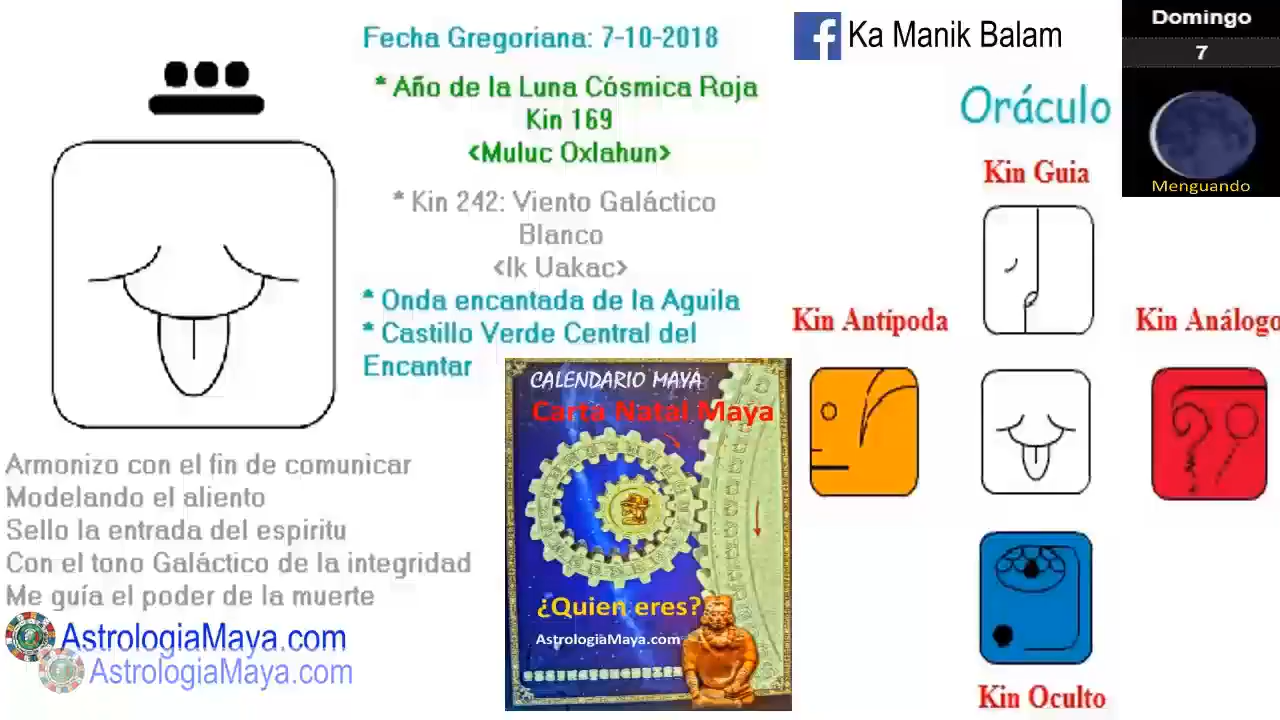 Fecha Gregoriana: 7-10-2018
* Año de la Luna Cósmica Roja
Kin 169
<Muluc Oxlahun>
* Kin 242: Viento Galáctico
Blanco
<Ik Uakac>
* Onda encantada de la Aguila
* Castillo Verde Central del
Encantar
Armonizo con el fin de comunicar
Modelando el aliento
Sello la entrada del espiritu
Con el tono Galáctico de la integridad
Me guía el poder de la muerte
AstrologiaMaya.com
AstrologiaMaya.com
CALENDARIO MAYA
Carta Natal Maya
¿Quien eres?
AstrologiaMaya.com
f Ka Manik Balam
Domingo
7
Menguando
Oráculo
Kin Guia
Kin Antípoda
Kin Análogo
Kin Oculto